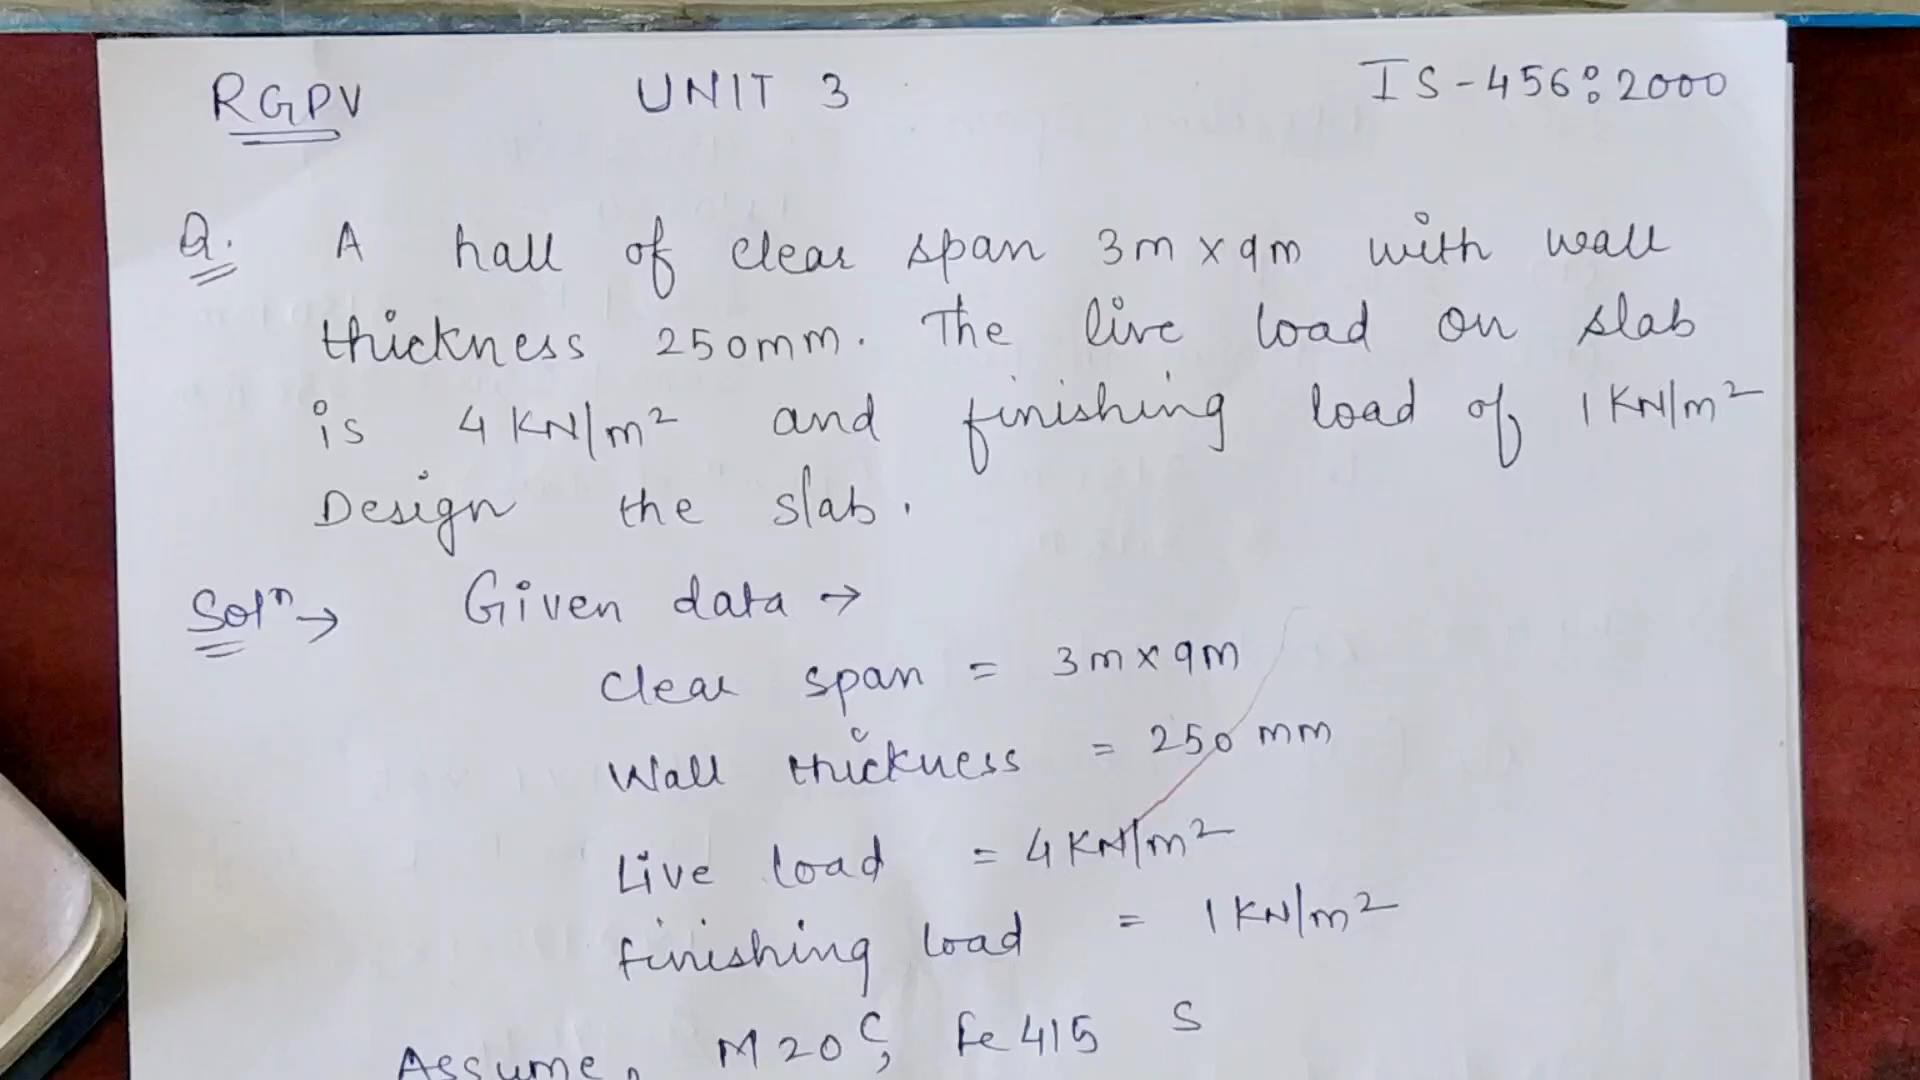 RGPV UNIT 3 IS-456:2000
Q. A hall of clear span 3m x 9m with wall
thickness 250mm. The live load on slab
is 4 KN/m² and finishing load of 1 KN/m²
Design the slab.
Solⁿ → Given data →
Clear span = 3m x 9m
Wall thickness = 250 mm
Live load = 4 KN/m²
finishing load = 1 KN/m²
Assume, M20 & Fe 415 S